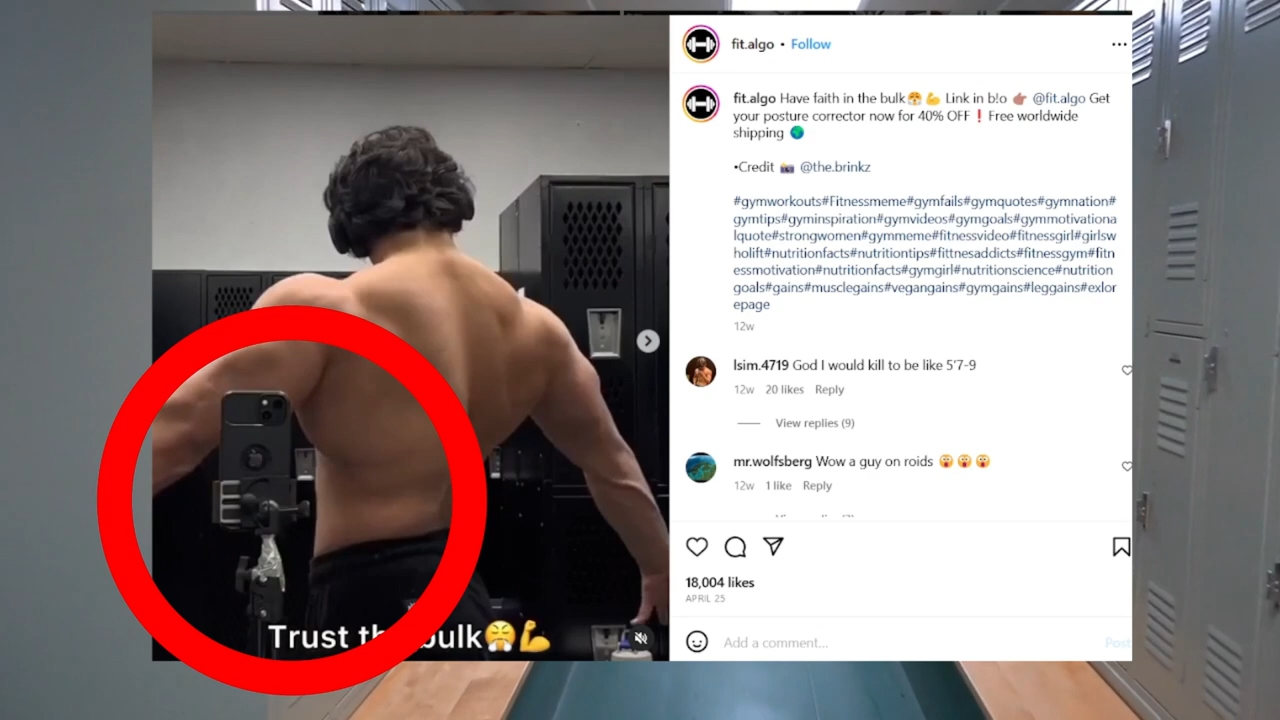 fit.algo • Follow
fit.algo Have faith in the bulk😤💪 Link in b!o 👉🏽 @fit.algo Get
your posture corrector now for 40% OFF❗Free worldwide
shipping 🌍
•Credit 📸 @the.brinkz
#gymworkouts#Fitnessmeme#gymfails#gymquotes#gymnation#
gymtips#gyminspiration#gymvideos#gymgoals#gymmotivationa
lquote#strongwomen#gymmeme#fitnessvideo#fitnessgirl#girlsw
holift#nutritionfacts#nutritiontips#fittnesaddicts#fitnessgym#fitn
essmotivation#nutritionfacts#gymgirl#nutritionscience#nutrition
goals#gains#musclegains#vegangains#gymgains#leggains#exlor
epage
12w
lsim.4719 God I would kill to be like 5'7-9
12w 20 likes Reply
View replies (9)
mr.wolfsberg Wow a guy on roids 😱😱😱
12w 1 like Reply
18,004 likes
APRIL 25
Add a comment...
Post
Trust bulk😤💪